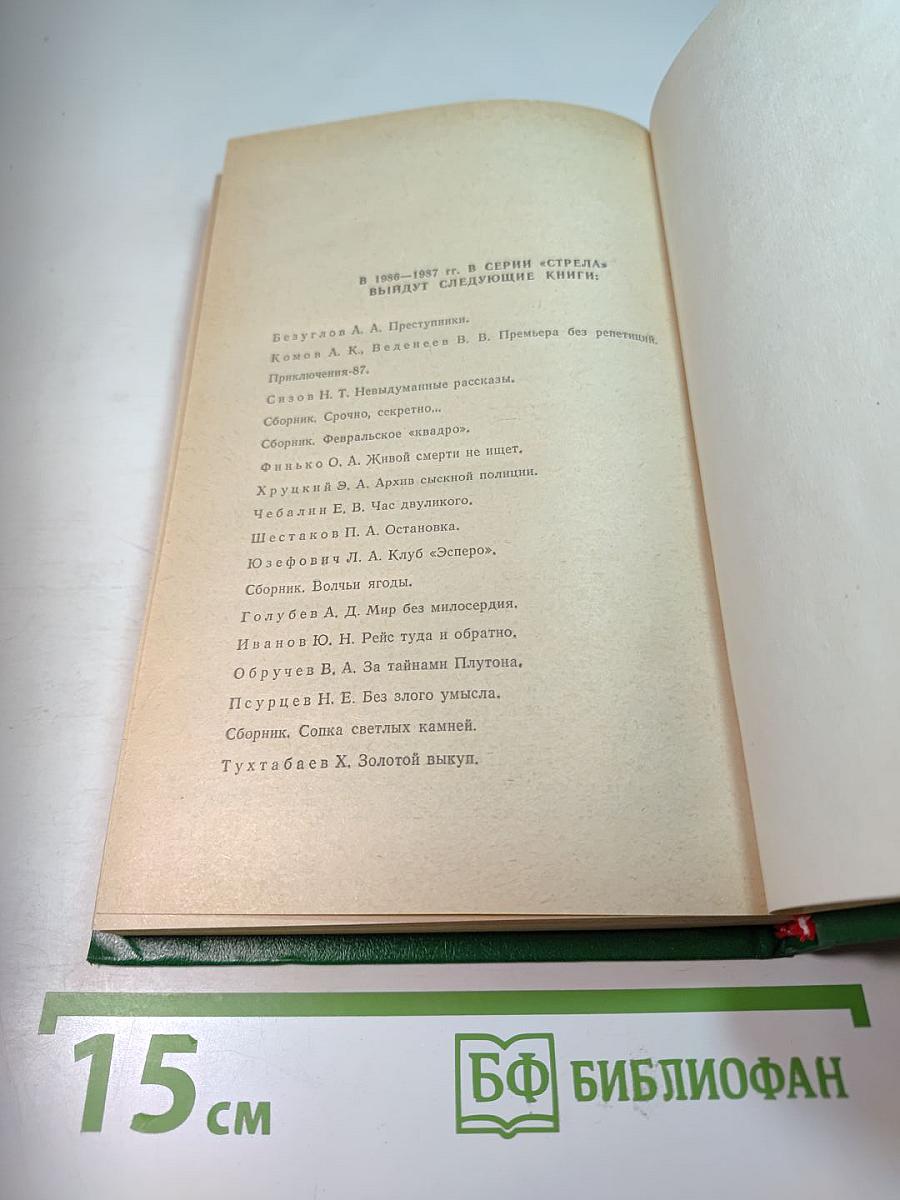 В 1986—1987 гг. В СЕРИИ «СТРЕЛА»
ВЫЙДУТ СЛЕДУЮЩИЕ КНИГИ:
Безуглов А. А. Преступники.
Комов А. К., Веденеев В. В. Премьера без репетиций.
Приключения-87.
Сизов Н. Т. Невыдуманные рассказы.
Сборник. Срочно, секретно...
Сборник. Февральское «квадро».
Финько О. А. Живой смерти не ищет.
Хруцкий Э. А. Архив сыскной полиции.
Чебалин Е. В. Час двуликого.
Шестаков П. А. Остановка.
Юзефович Л. А. Клуб «Эсперо».
Сборник. Волчьи ягоды.
Голубев А. Д. Мир без милосердия.
Иванов Ю. Н. Рейс туда и обратно.
Обручев В. А. За тайнами Плутона.
Псурцев Н. Е. Без злого умысла.
Сборник. Сопка светлых камней.
Тухтабаев Х. Золотой выкуп.
15 см
БФ БИБЛИОФАН